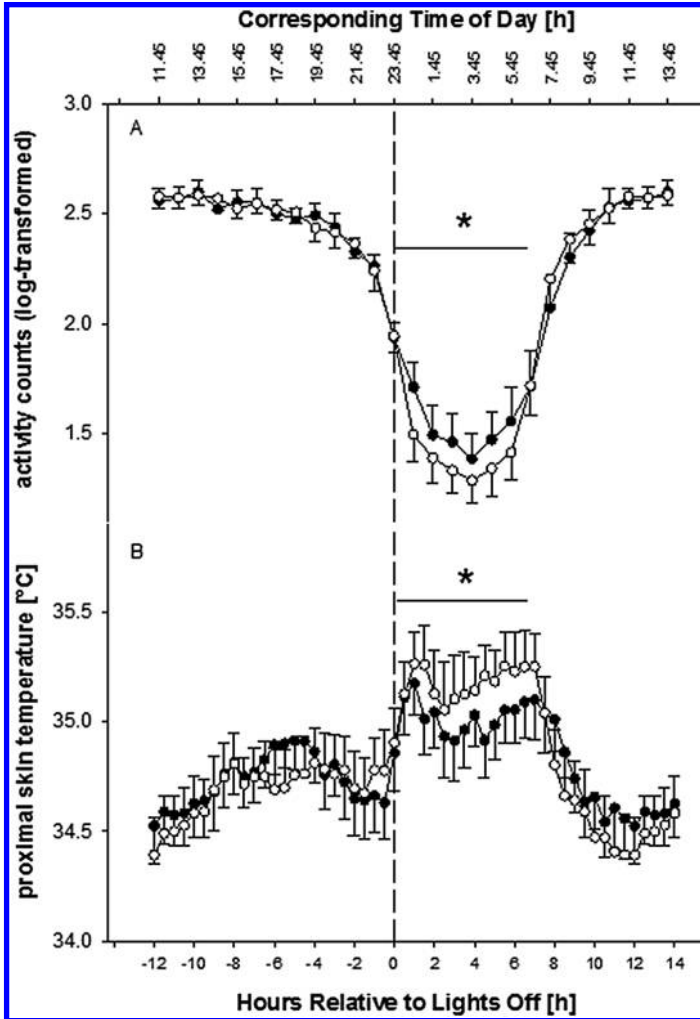 Corresponding Time of Day [h]
11.45 13.45 15.45 17.45 19.45 21.45 23.45 1.45 3.45 5.45 7.45 9.45 11.45 13.45
A
3.0
2.5
2.0
1.5
activity counts (log-transformed)
*
B
35.5
35.0
34.5
34.0
proximal skin temperature [°C]
*
-12 -10 -8 -6 -4 -2 0 2 4 6 8 10 12 14
Hours Relative to Lights Off [h]